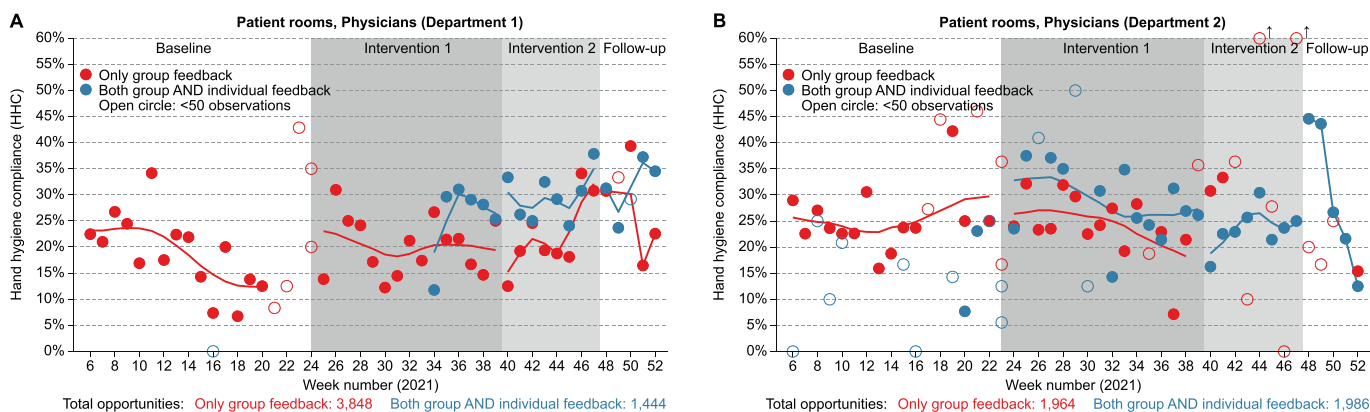 A
Patient rooms, Physicians (Department 1)
Hand hygiene compliance (HHC)
60%
55%
50%
45%
40%
35%
30%
25%
20%
15%
10%
5%
0%
Baseline
Intervention 1
Intervention 2
Follow-up
Only group feedback
Both group AND individual feedback
Open circle: <50 observations
6 8 10 12 14 16 18 20 22 24 26 28 30 32 34 36 38 40 42 44 46 48 50 52
Week number (2021)
Total opportunities: Only group feedback: 3,848 Both group AND individual feedback: 1,444
B
Patient rooms, Physicians (Department 2)
Hand hygiene compliance (HHC)
60%
55%
50%
45%
40%
35%
30%
25%
20%
15%
10%
5%
0%
Baseline
Intervention 1
Intervention 2
Follow-up
↑ ↑
Only group feedback
Both group AND individual feedback
Open circle: <50 observations
6 8 10 12 14 16 18 20 22 24 26 28 30 32 34 36 38 40 42 44 46 48 50 52
Week number (2021)
Total opportunities: Only group feedback: 1,964 Both group AND individual feedback: 1,986